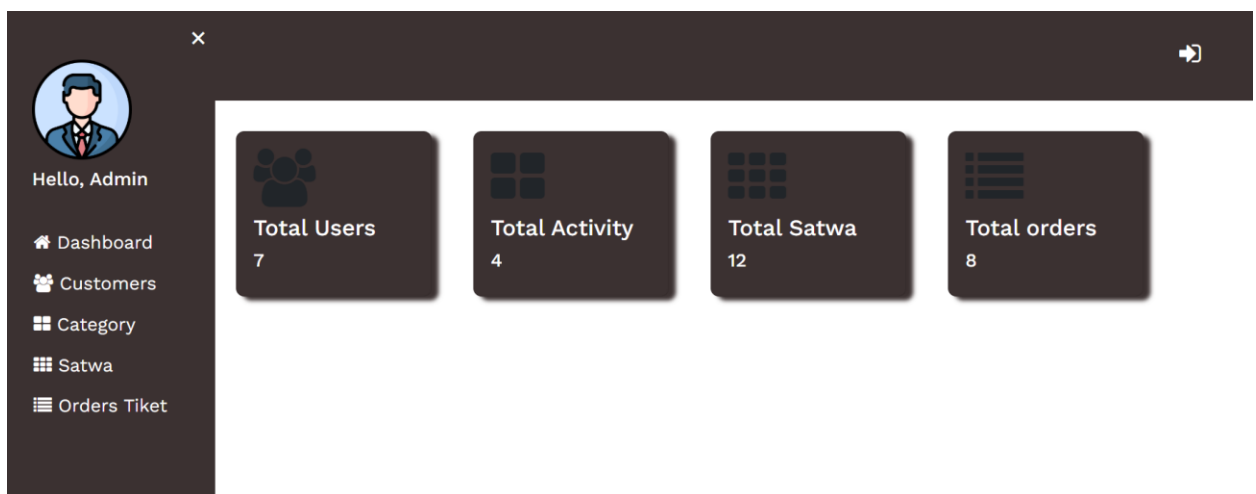 ×
Hello, Admin
Dashboard
Customers
Category
Satwa
Orders Tiket
Total Users
7
Total Activity
4
Total Satwa
12
Total orders
8